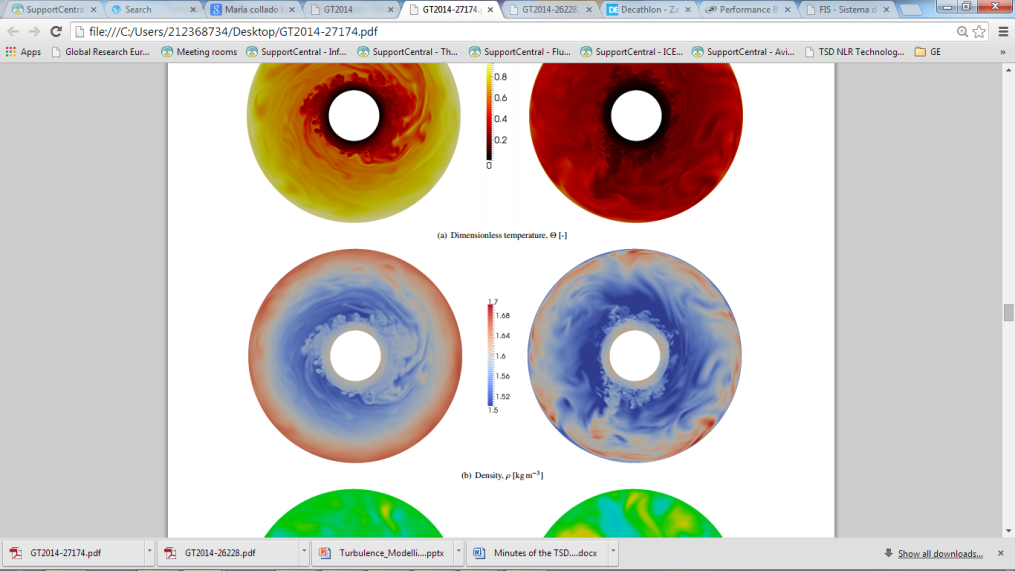 SupportCentra
Search
Maria collado
GT2014
GT2014-27174.
GT2014-26228.
Decathlon - Za
Performance B
FIS - Sistema d
file:///C:/Users/212368734/Desktop/GT2014-27174.pdf
Apps
Global Research Eur...
Meeting rooms
SupportCentral - Inf...
SupportCentral - Th...
SupportCentral - Flu...
SupportCentral - ICE...
SupportCentral - Avi...
TSD NLR Technolog...
GE
»
0.8
0.6
0.4
0.2
0
(a) Dimensionless temperature, Θ [-]
1.7
1.68
1.64
1.6
1.56
1.52
1.5
(b) Density, ρ [kg m⁻³]
GT2014-27174.pdf
GT2014-26228.pdf
Turbulence_Modelli....pptx
Minutes of the TSD....docx
Show all downloads...